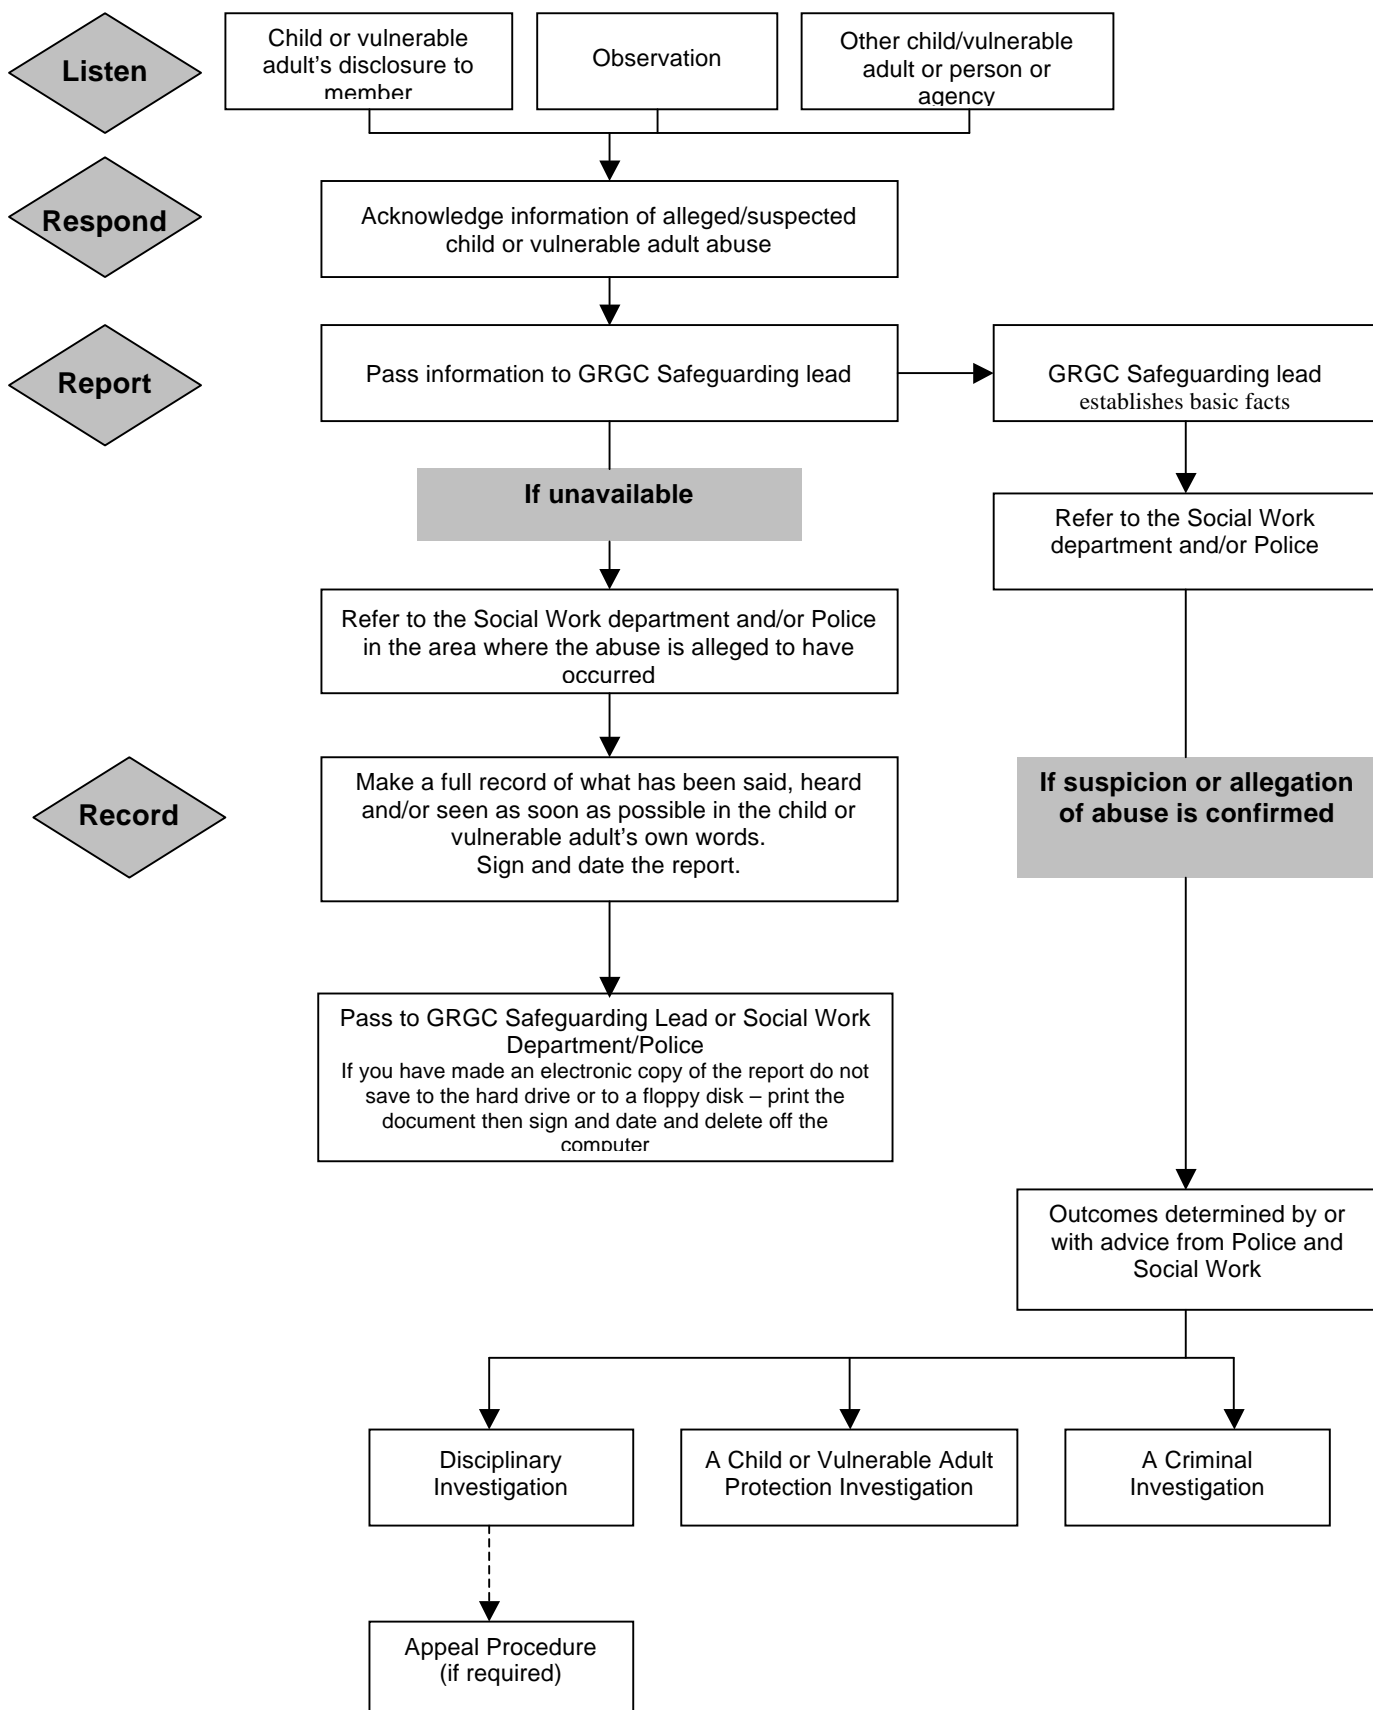 Listen
Child or vulnerable
adult's disclosure to
member
Observation
Other child/vulnerable
adult or person or
agency
Respond
Acknowledge information of alleged/suspected
child or vulnerable adult abuse
Report
Pass information to GRGC Safeguarding lead
GRGC Safeguarding lead
establishes basic facts
If unavailable
Refer to the Social Work
department and/or Police
Refer to the Social Work department and/or Police
in the area where the abuse is alleged to have
occurred
Record
Make a full record of what has been said, heard
and/or seen as soon as possible in the child or
vulnerable adult's own words.
Sign and date the report.
If suspicion or allegation
of abuse is confirmed
Pass to GRGC Safeguarding Lead or Social Work
Department/Police
If you have made an electronic copy of the report do not
save to the hard drive or to a floppy disk – print the
document then sign and date and delete off the
computer
Outcomes determined by or
with advice from Police and
Social Work
Disciplinary
Investigation
A Child or Vulnerable Adult
Protection Investigation
A Criminal
Investigation
Appeal Procedure
(if required)